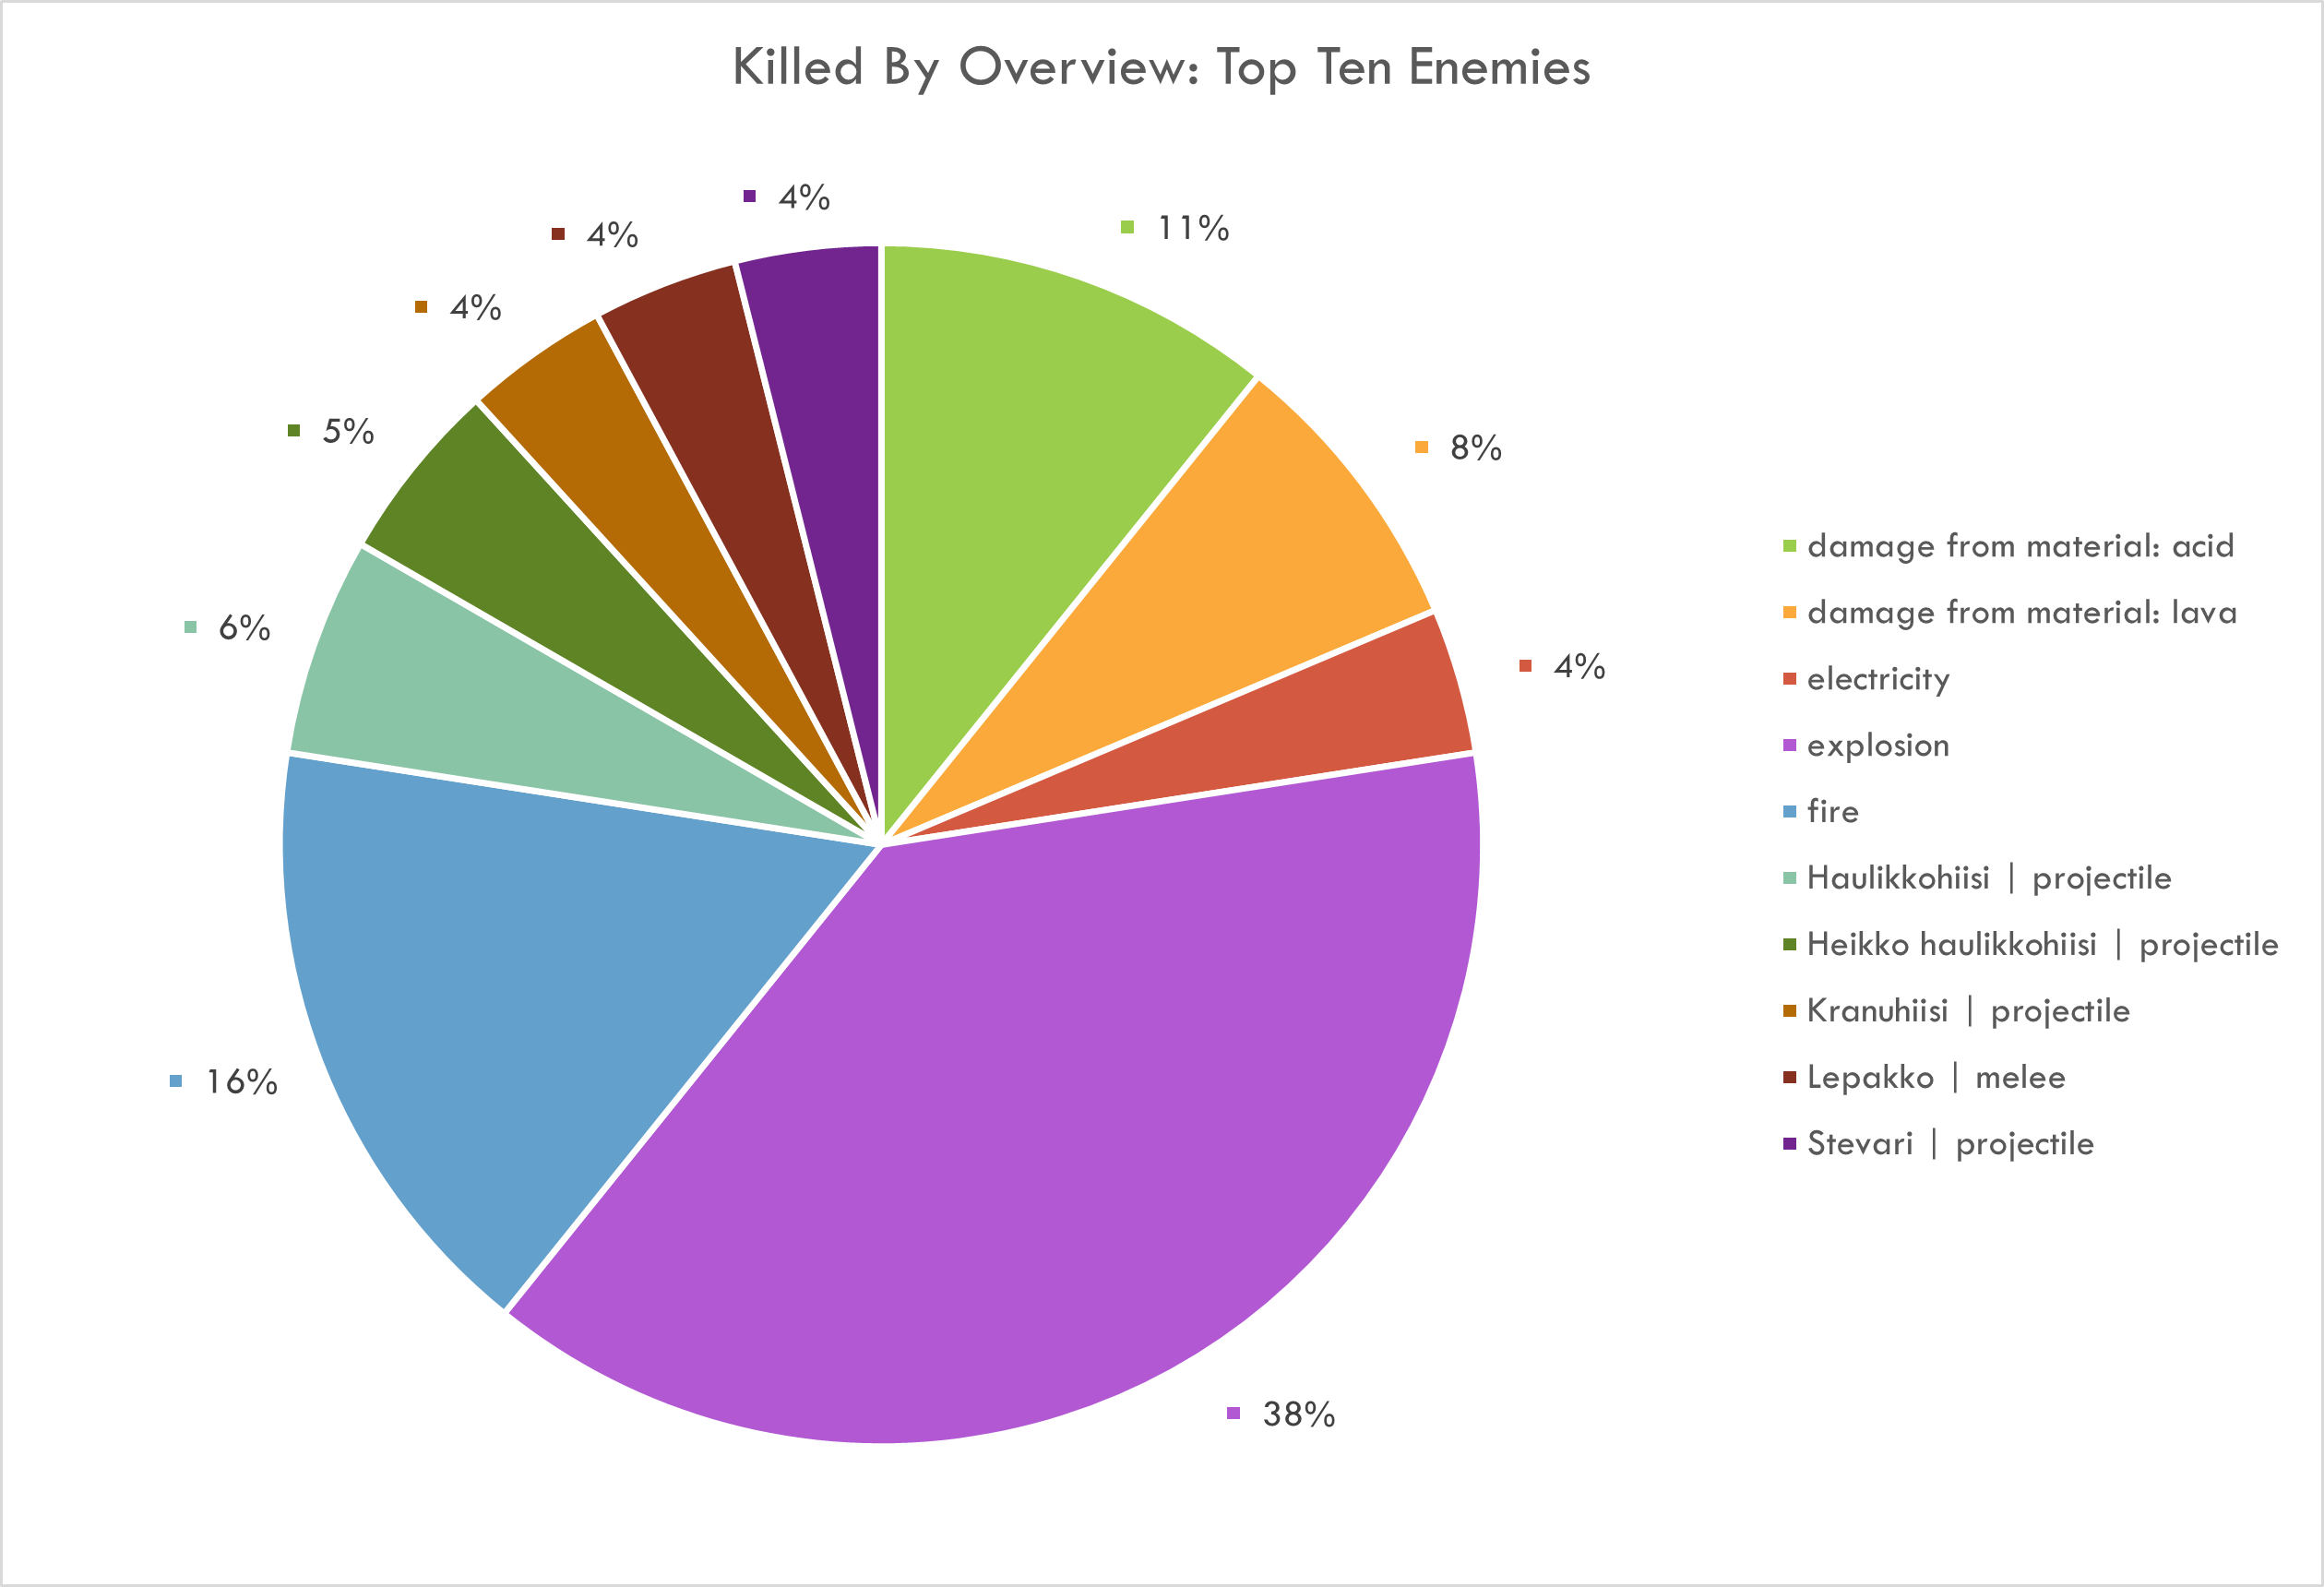 Killed By Overview: Top Ten Enemies
4%
11%
4%
4%
5%
8%
6%
4%
16%
38%
damage from material: acid
damage from material: lava
electricity
explosion
fire
Haulikkohiisi | projectile
Heikko haulikkohiisi | projectile
Kranuhiisi | projectile
Lepakko | melee
Stevari | projectile